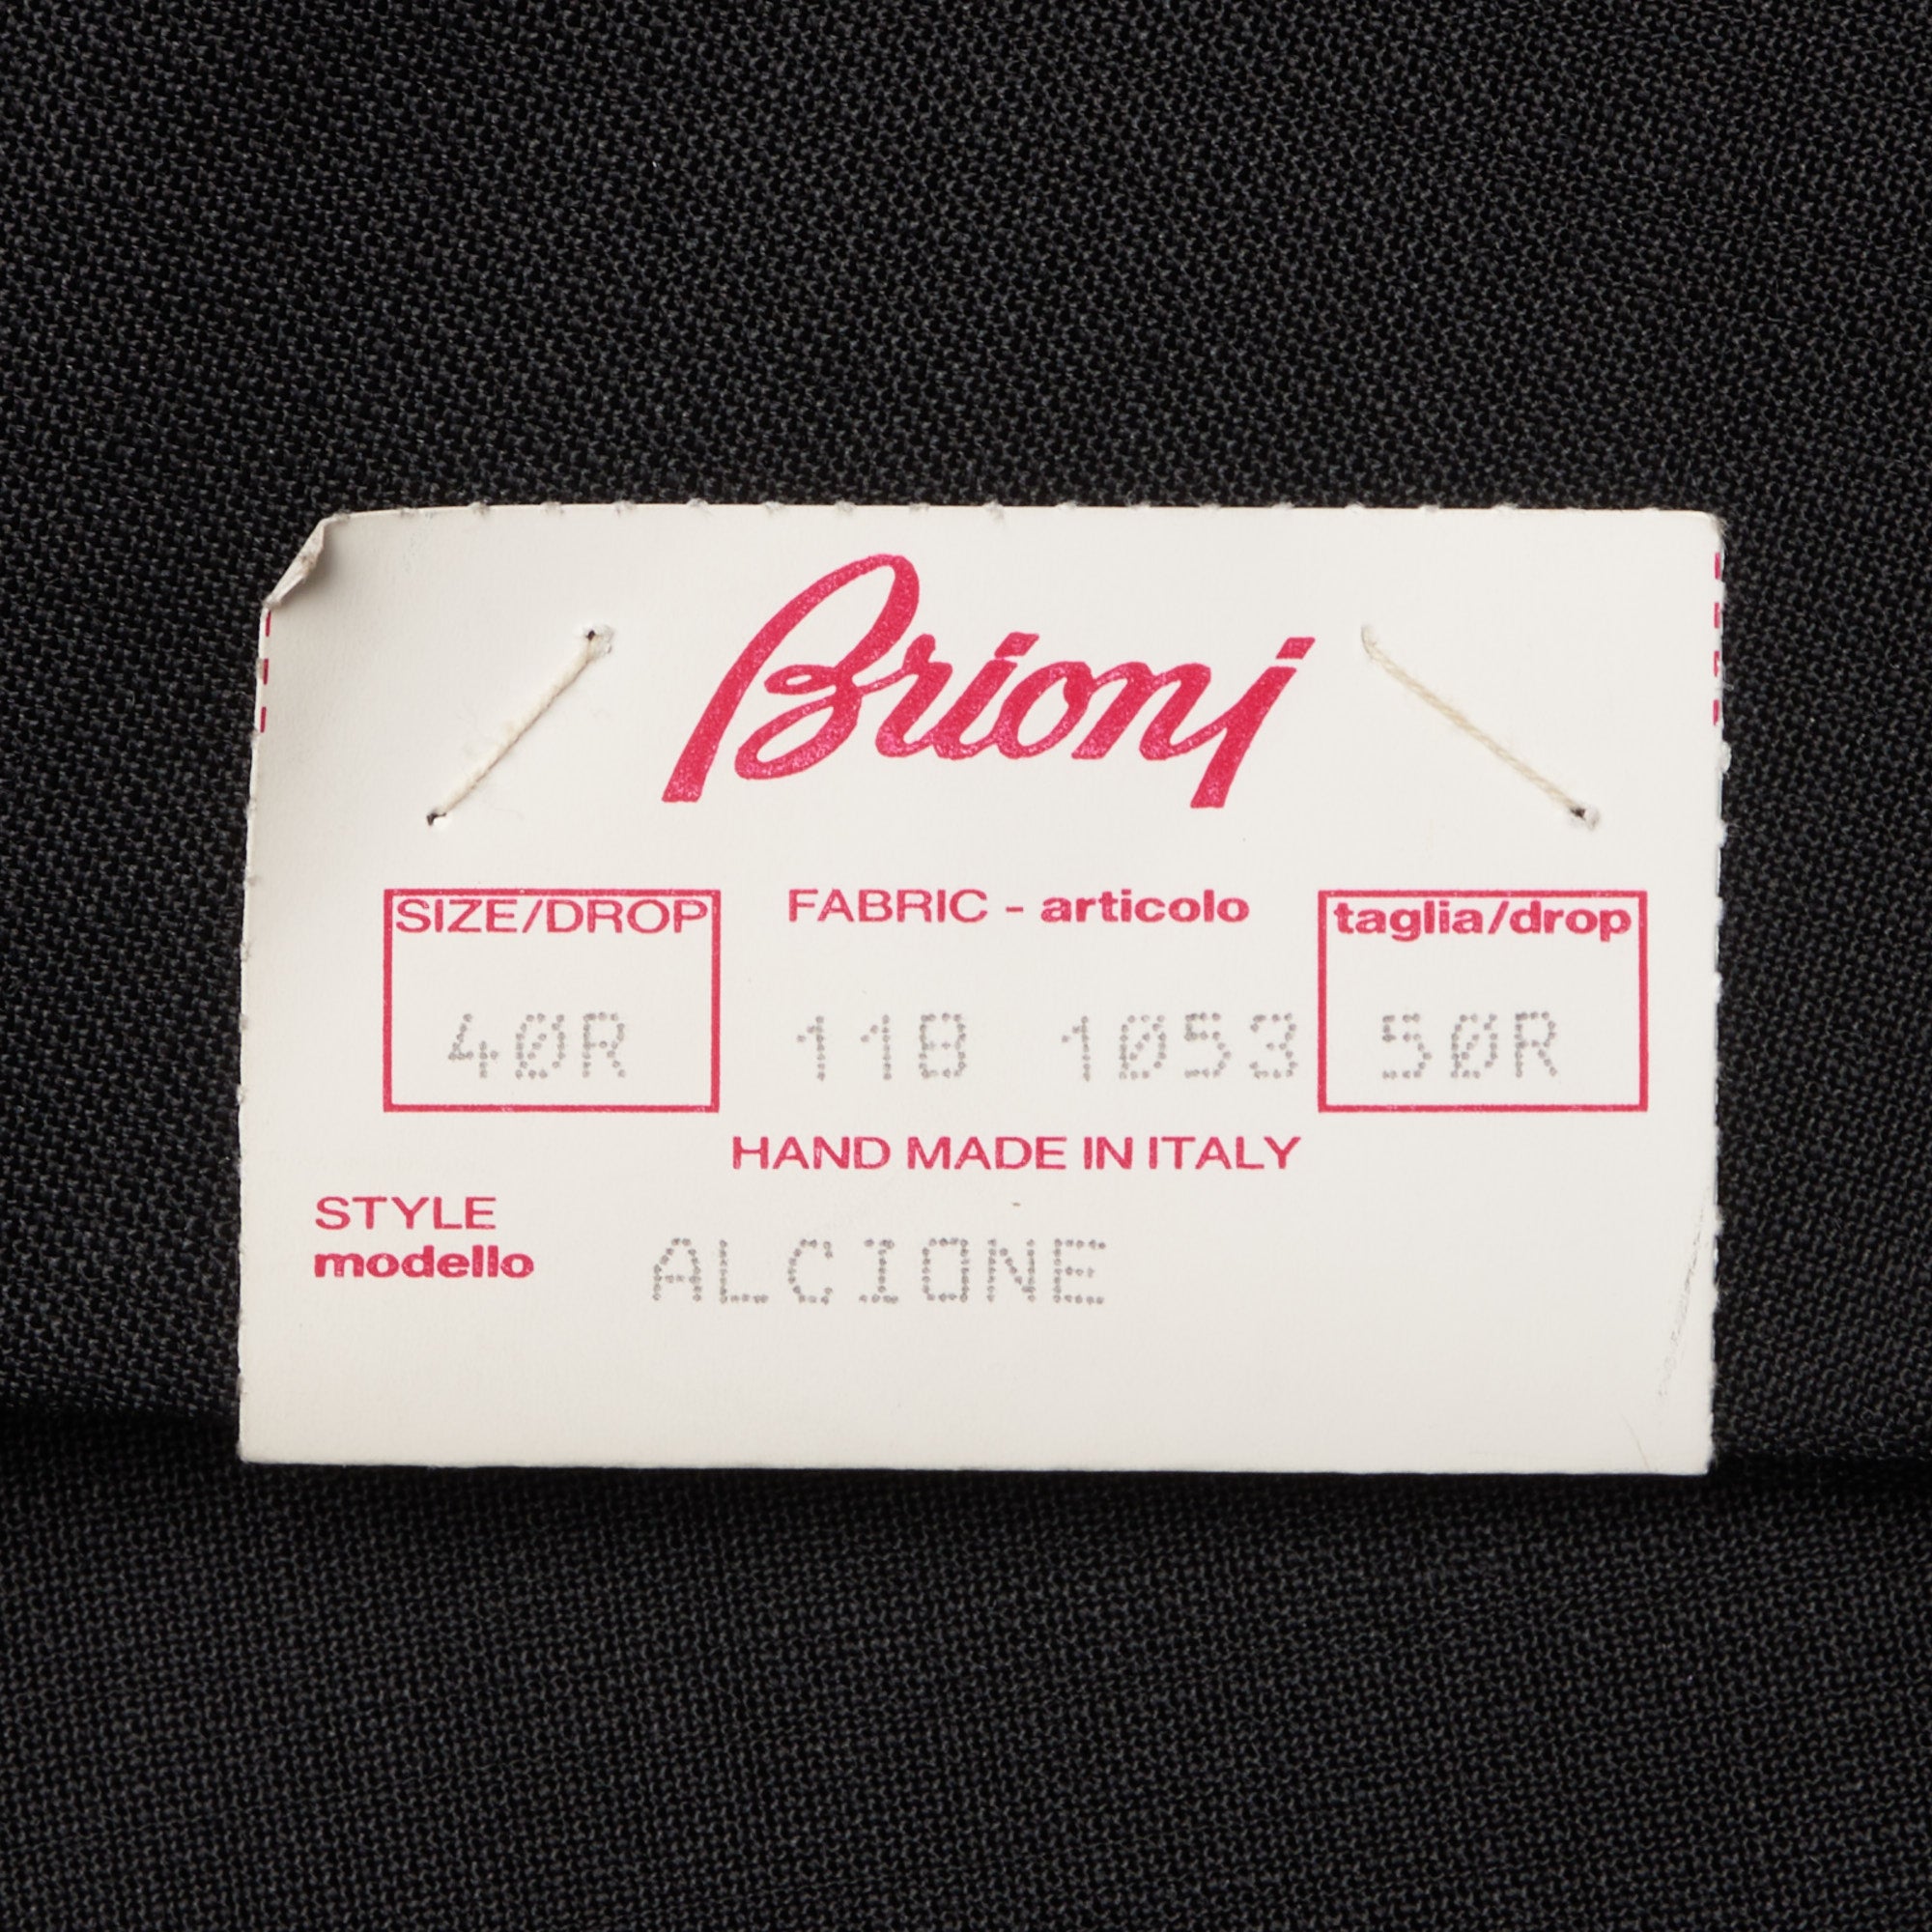 Brioni
SIZE/DROP FABRIC - articolo taglia/drop
40R 11B 1053 50R
HAND MADE IN ITALY
STYLE
modello ALCIONE